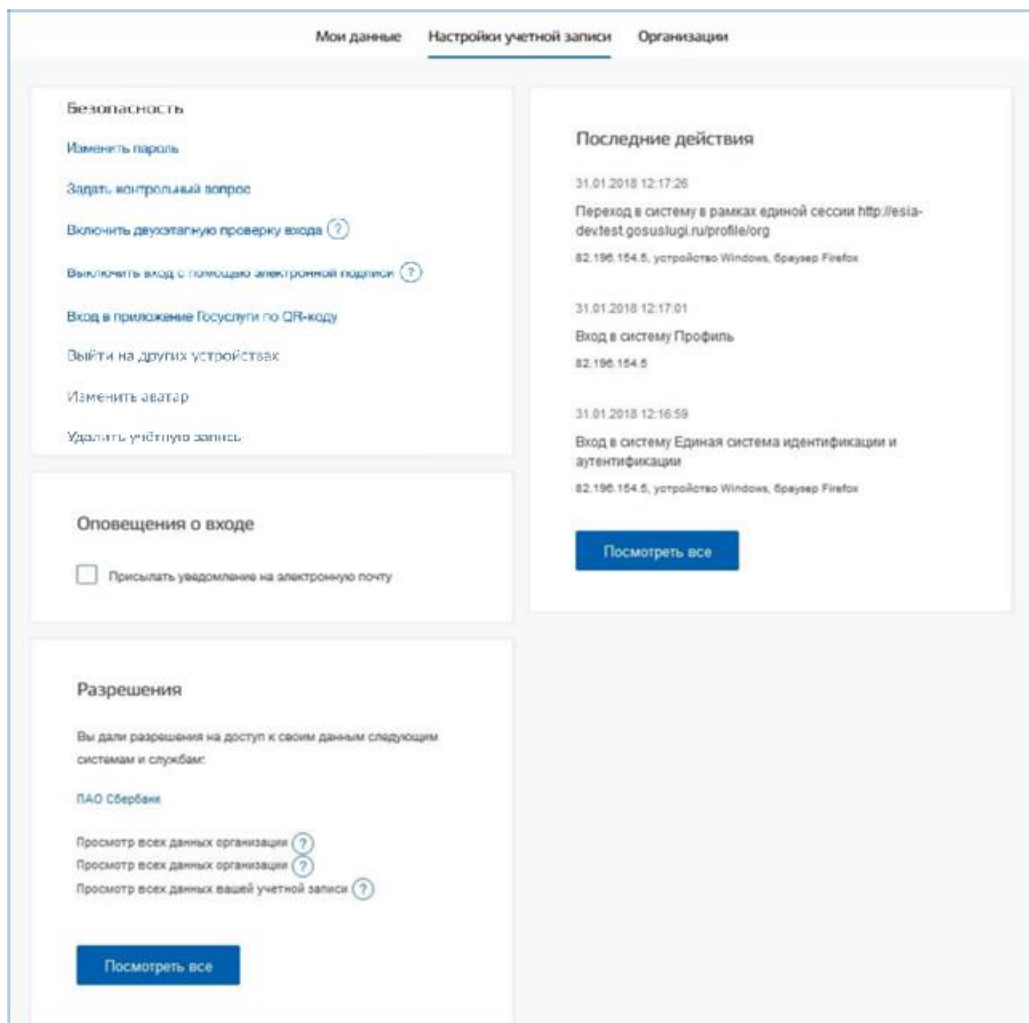 Мои данные Настройки учетной записи Организации
Безопасность
Изменить пароль
Задать контрольный вопрос
Включить двухэтапную проверку входа ?
Выключить вход с помощью электронной подписи ?
Вход в приложение Госуслуги по QR-коду
Выйти на других устройствах
Изменить аватар
Удалить учётную запись
Оповещения о входе
Присылать уведомление на электронную почту
Разрешения
Вы дали разрешения на доступ к своим данным следующим
системам и службам:
ПАО Сбербанк
Просмотр всех данных организации ?
Просмотр всех данных организации ?
Просмотр всех данных вашей учетной записи ?
Посмотреть все
Последние действия
31.01.2018 12:17:26
Переход в систему в рамках единой сессии http://esia-
dev.test.gosuslugi.ru/profile/org
82.196.154.5, устройство Windows, браузер Firefox
31.01.2018 12:17:01
Вход в систему Профиль
82.196.154.5
31.01.2018 12:16:59
Вход в систему Единая система идентификации и
аутентификации
82.196.154.5, устройство Windows, браузер Firefox
Посмотреть все